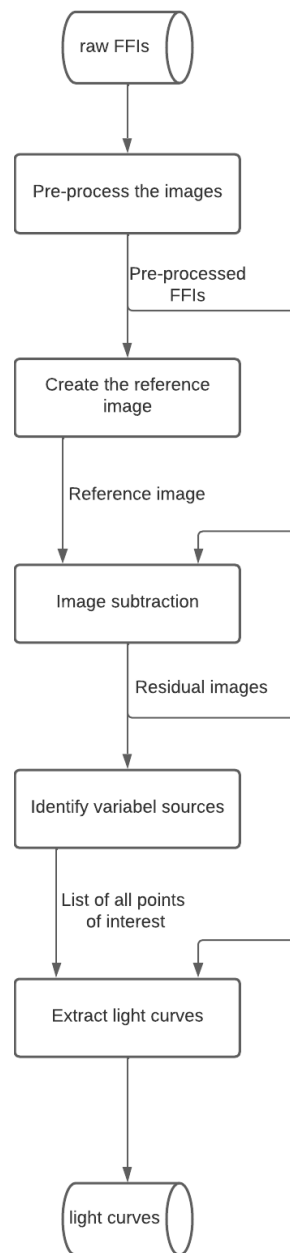 raw FFIs
Pre-process the images
Pre-processed
FFIs
Create the reference
image
Reference image
Image subtraction
Residual images
Identify variabel sources
List of all points
of interest
Extract light curves
light curves